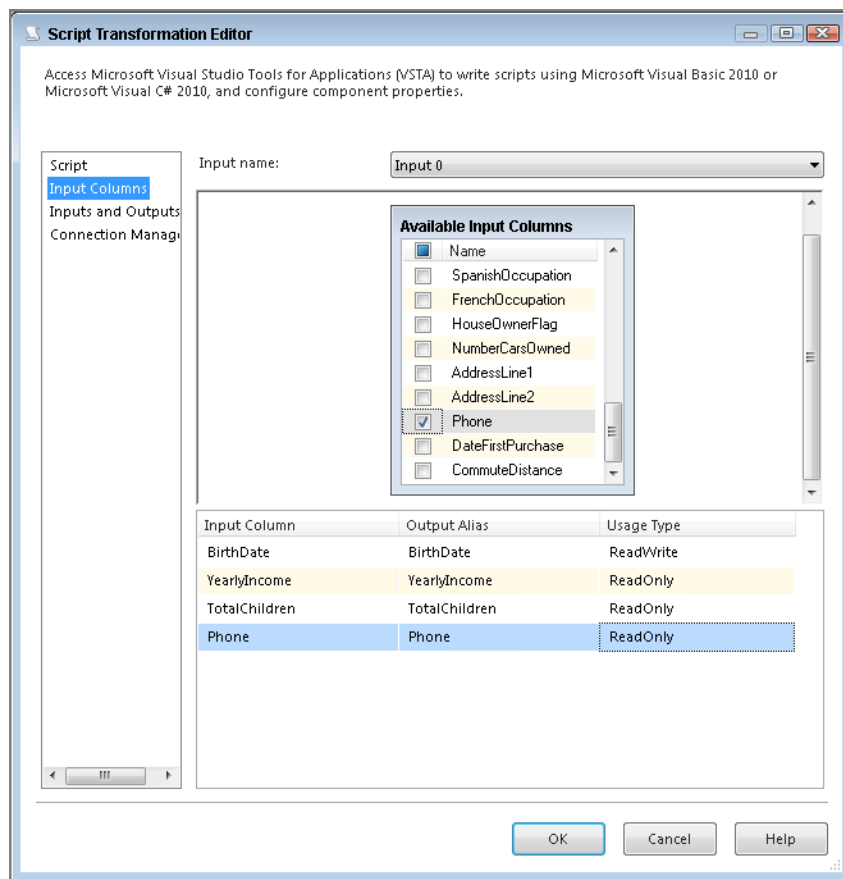 Script Transformation Editor
Access Microsoft Visual Studio Tools for Applications (VSTA) to write scripts using Microsoft Visual Basic 2010 or
Microsoft Visual C# 2010, and configure component properties.
Script
Input Columns
Inputs and Outputs
Connection Manag
Input name:
Input 0
Available Input Columns
Name
SpanishOccupation
FrenchOccupation
HouseOwnerFlag
NumberCarsOwned
AddressLine1
AddressLine2
Phone
DateFirstPurchase
CommuteDistance
Input Column Output Alias Usage Type
BirthDate BirthDate ReadWrite
YearlyIncome YearlyIncome ReadOnly
TotalChildren TotalChildren ReadOnly
Phone Phone ReadOnly
OK Cancel Help